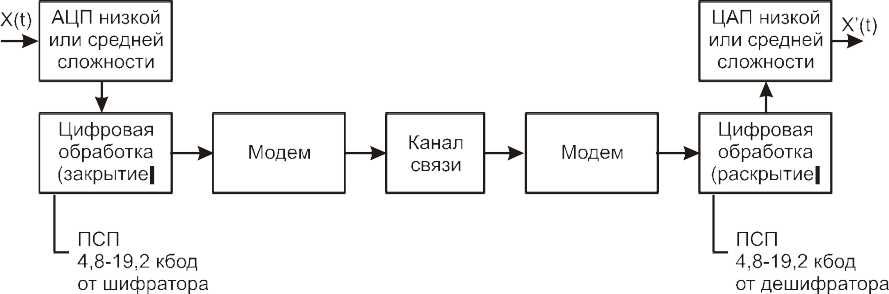 X(t)
АЦП низкой
или средней
сложности
ЦАП низкой
или средней
сложности
X’(t)
Цифровая
обработка
(закрытие
Модем
Канал
связи
Модем
Цифровая
обработка
(раскрытие
ПСП
4,8-19,2 кбод
от шифратора
ПСП
4,8-19,2 кбод
от дешифратора